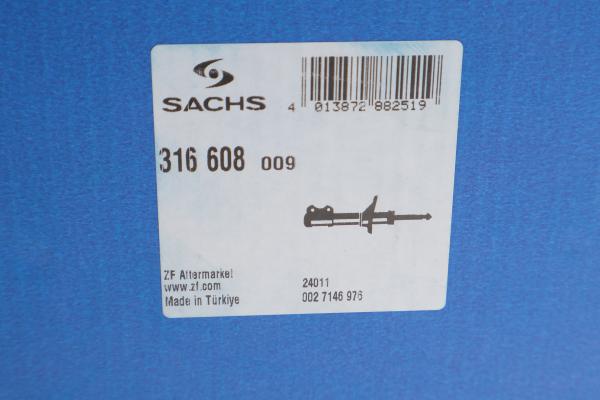 SACHS
4 013872 882519
316 608 009
ZF Aftermarket
www.zf.com
Made in Türkiye
24011
002 7146 976